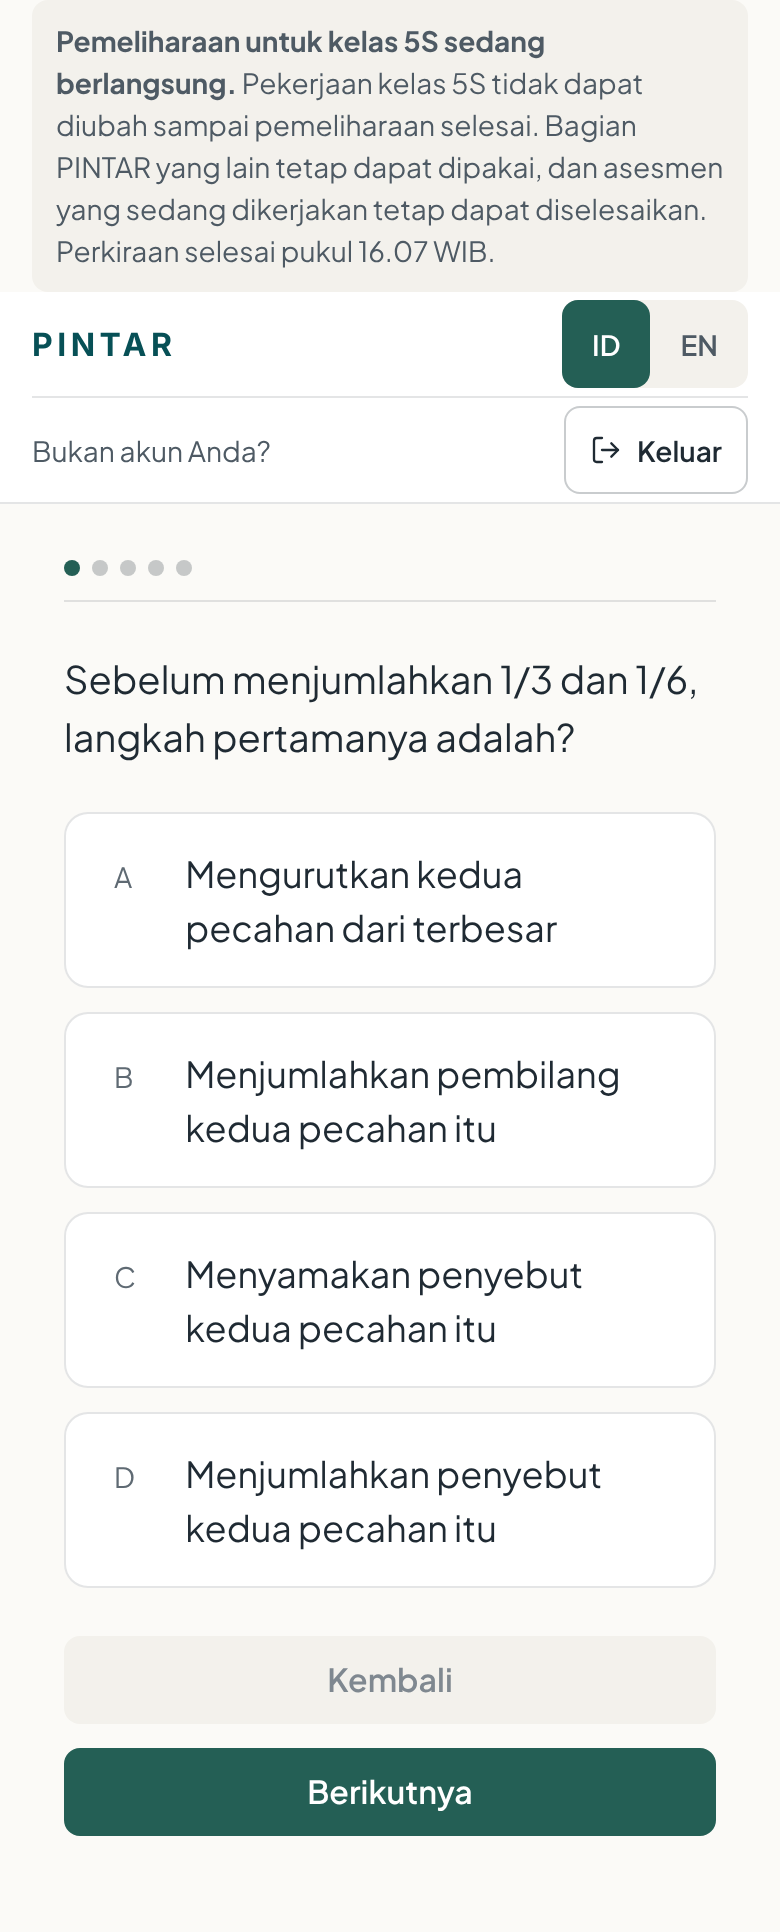 Pemeliharaan untuk kelas 5S sedang
berlangsung. Pekerjaan kelas 5S tidak dapat
diubah sampai pemeliharaan selesai. Bagian
PINTAR yang lain tetap dapat dipakai, dan asesmen
yang sedang dikerjakan tetap dapat diselesaikan.
Perkiraan selesai pukul 16.07 WIB.
PINTAR
ID EN
Bukan akun Anda?
Keluar
Sebelum menjumlahkan 1/3 dan 1/6,
langkah pertamanya adalah?
A Mengurutkan kedua
pecahan dari terbesar
B Menjumlahkan pembilang
kedua pecahan itu
C Menyamakan penyebut
kedua pecahan itu
D Menjumlahkan penyebut
kedua pecahan itu
Kembali
Berikutnya